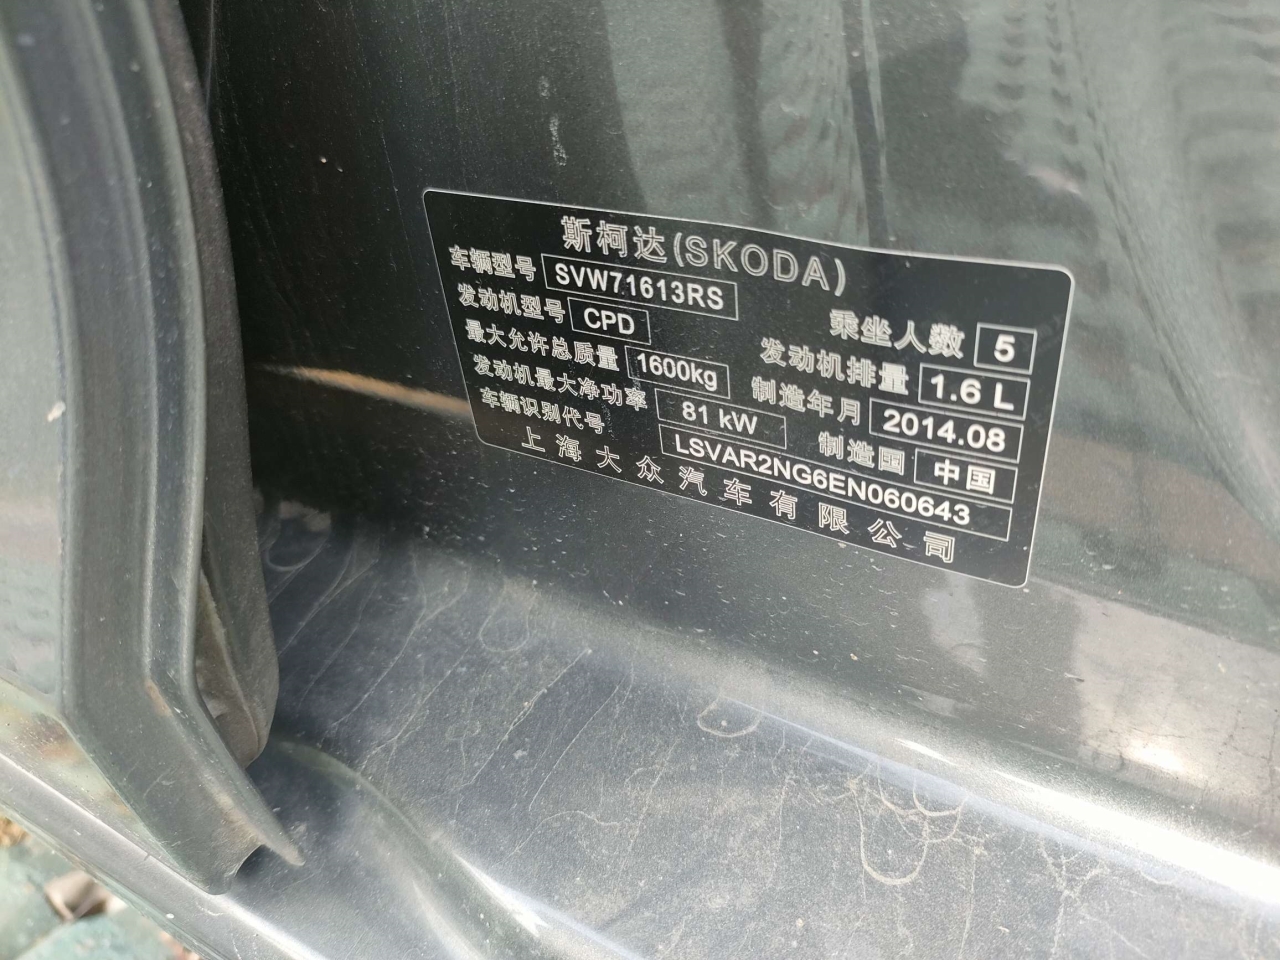 斯柯达(SKODA)
车辆型号 SVW71613RS 乘坐人数 5
发动机型号 CPD 发动机排量 1.6 L
最大允许总质量 1600kg 制造年月 2014.08
发动机最大净功率 81 kW 制造国 中国
车辆识别代号 LSVAR2NG6EN060643
上海大众汽车有限公司